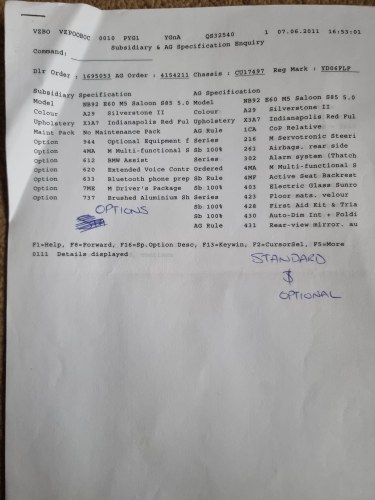 VZR0 VZPODBOC 0010 PYG1 YGnA QS32540 1 07.06.2011 16:53:01
Subsidiary & AG Specification Enquiry
Command:
Dlr Order : 1695053 AG Order : 4154211 Chassis : CU17497 Reg Mark : YD06FLP
Subsidiary Specification AG Specification
Model NB92 E60 M5 Saloon S85 5.0 Model NB92 E60 M5 Saloon S85 5.0
Colour A29 Silverstone II Colour A29 Silverstone II
Upholstery X3A7 Indianapolis Red Ful Upholstery X3A7 Indianapolis Red Ful
Maint Pack No Maintenance Pack AG Rule 1CA CoP Relative
Option 944 Optional Equipment f Series 216 M Servotronic Steeri
Option 4MA M Multi-functional S Sb 100% 261 Airbags, rear side
Option 612 BMW Assist Series 302 Alarm system (Thatch
Option 620 Extended Voice Contr Ordered 4MA M Multi-functional S
Option 633 Bluetooth phone prep Sb Rule 4MF Active Seat Backrest
Option 7ME M Driver's Package Sb 100% 403 Electric Glass Sunro
Option 737 Brushed Aluminium Sh Series 423 Floor mats, velour
OPTIONS Sb 100% 428 First Aid Kit & Tria
Sb 100% 430 Auto-Dim Int + Foldi
AG Rule 431 Rear-view mirror, au
F1=Help, F8=Forward, F16=Sp,Option Desc, F13=Keywin, F2=CursorSel, F5=More
0111 Details displayed
STANDARD
$
OPTIONAL